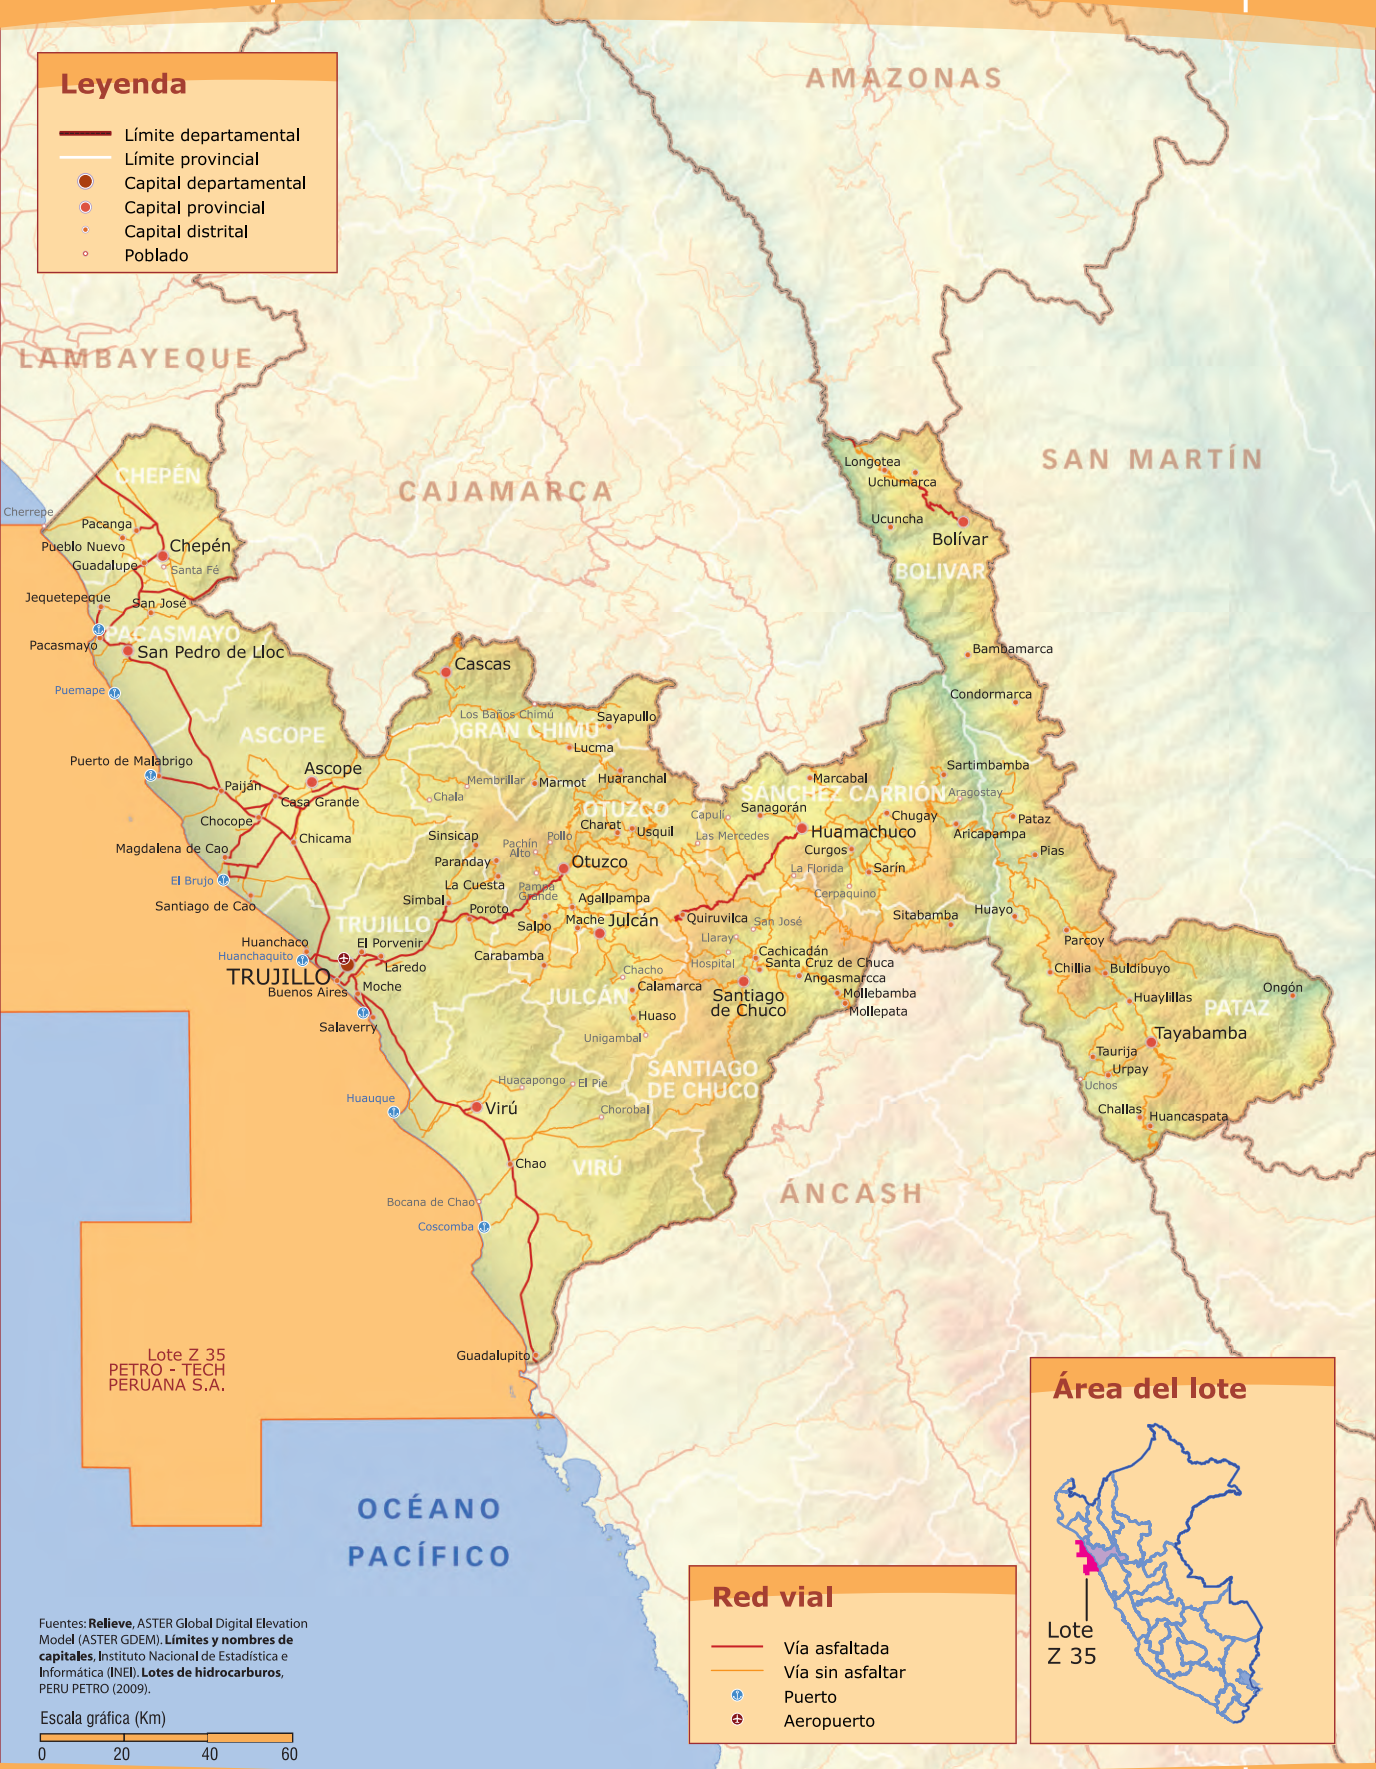 Leyenda
Límite departamental
Límite provincial
Capital departamental
Capital provincial
Capital distrital
Poblado
AMAZONAS
LAMBAYEQUE
CAJAMARCA
SAN MARTÍN
CHEPÉN
Cherrepe
Pacanga
Pueblo Nuevo
Chepén
Guadalupe
Santa Fé
Jequetepeque
San José
PACASMAYO
Pacasmayo
San Pedro de Lloc
Puemape
ASCOPE
Puerto de Malabrigo
Ascope
Paiján
Casa Grande
Chocope
Chicama
Magdalena de Cao
El Brujo
Santiago de Cao
Longotea
Uchumarca
Ucuncha
Bolívar
BOLIVAR
Bambamarca
Condormarca
Cascas
Los Baños Chimú
Sayapullo
GRAN CHIMÚ
Lucma
Membrillar
Marmot
Huaranchal
Chala
OTUZCO
Charat
Usquil
Sinsicap
Pachín
Alto
Pollo
Paranday
Otuzco
La Cuesta
Pampa
Grande
Simbal
Poroto
Agallpampa
Salpo
Mache
Julcán
Carabamba
Chacho
Calamarca
JULCÁN
Huaso
Unigambal
Marcabal
SÁNCHEZ CARRIÓN
Sartimbamba
Aragostay
Sanagorán
Capulí
Las Mercedes
Huamachuco
Chugay
Aricapampa
Pataz
Curgos
Pias
La Florida
Sarín
Cerpaquino
Sitabamba
Huayo
Quiruvilca
San José
Llaray
Cachicadán
Hospital
Santa Cruz de Chuca
Angasmarcca
Santiago
de Chuco
Mollebamba
Mollepata
Parcoy
Chillia
Buldibuyo
Huaylillas
Ongón
PATAZ
Tayabamba
Taurija
Urpay
Uchos
Challas
Huancaspata
TRUJILLO
Huanchaco
El Porvenir
Huanchaquito
TRUJILLO
Laredo
Buenos Aires
Moche
Salaverry
SANTIAGO
DE CHUCO
Huacapongo
El Pie
Huauque
Virú
Chorobal
Chao
VIRÚ
Bocana de Chao
Coscomba
ÁNCASH
Guadalupito
Lote Z 35
PETRO - TECH
PERUANA S.A.
OCÉANO
PACÍFICO
Área del lote
Lote
Z 35
Red vial
Vía asfaltada
Vía sin asfaltar
Puerto
Aeropuerto
Fuentes: Relieve, ASTER Global Digital Elevation
Model (ASTER GDEM). Límites y nombres de
capitales, Instituto Nacional de Estadística e
Informática (INEI). Lotes de hidrocarburos,
PERU PETRO (2009).
Escala gráfica (Km)
0 20 40 60